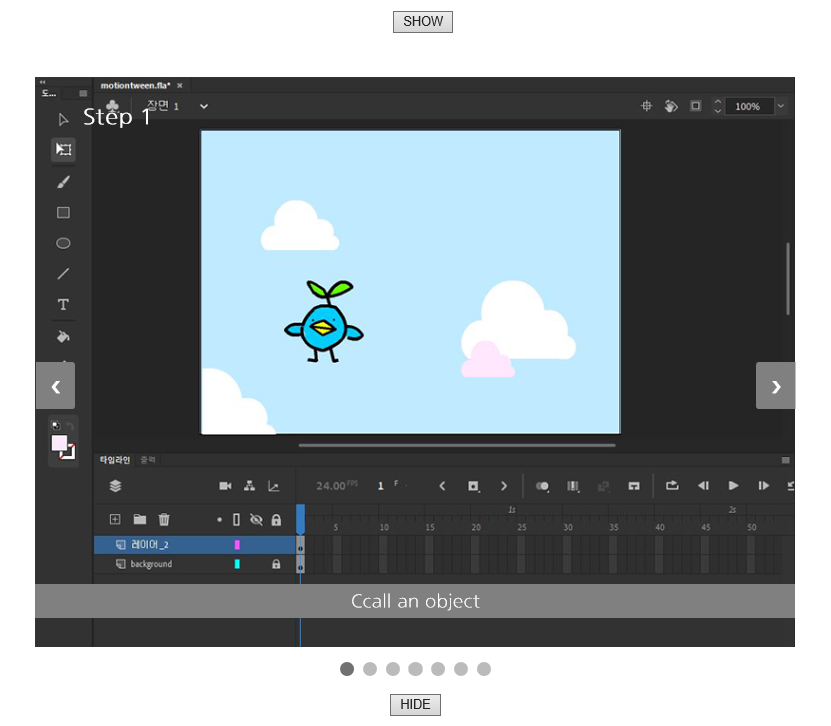 SHOW
motiontween.fla*
도...
장면 1
100%
Step 1
T
타임라인 출력
24.00 FPS 1 F
1s 2s
5 10 15 20 25 30 35 40 45 50
레이어_2
background
Ccall an object
HIDE